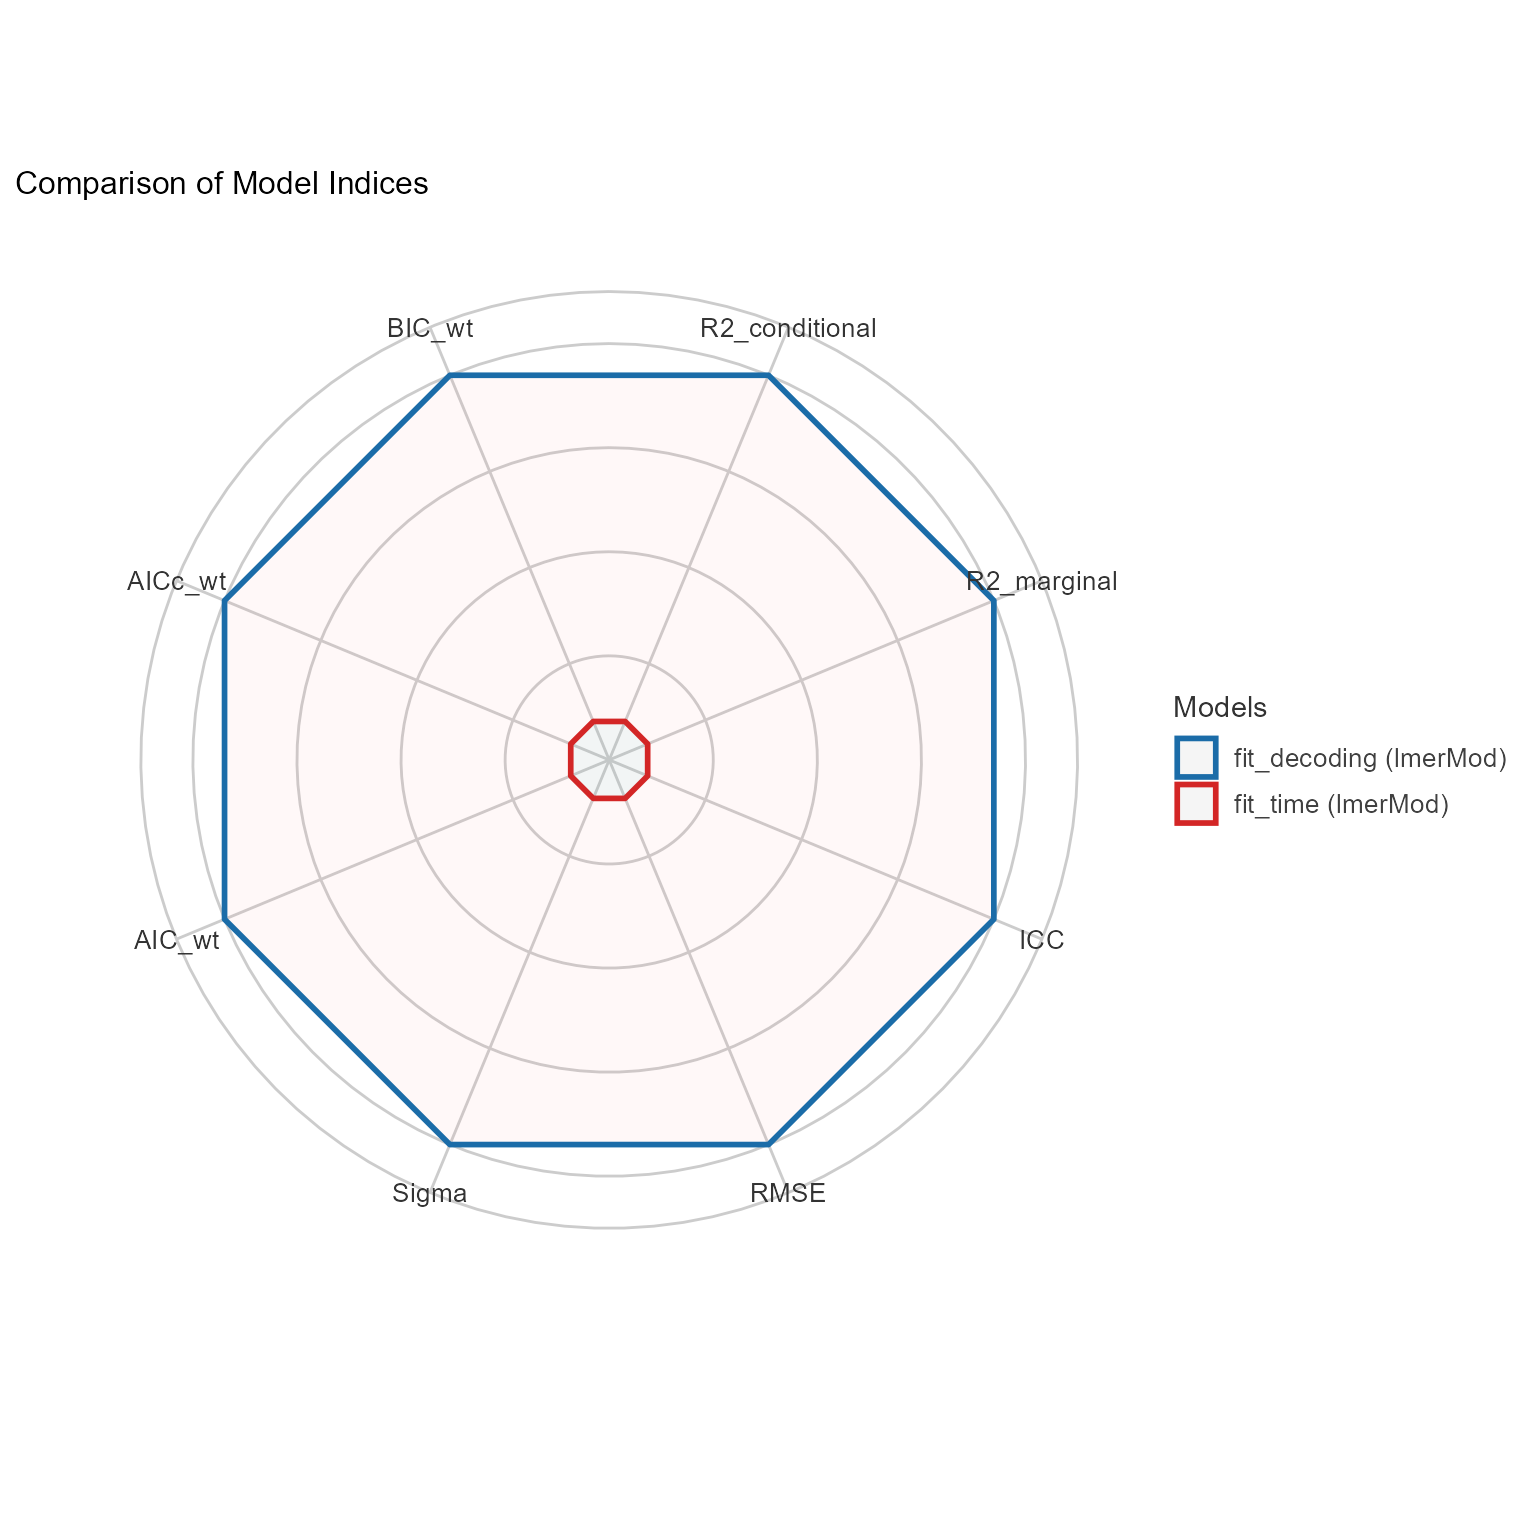 Comparison of Model Indices
BIC_wt
R2_conditional
AICc_wt
R2_marginal
AIC_wt
ICC
Sigma
RMSE
Models
fit_decoding (lmerMod)
fit_time (lmerMod)